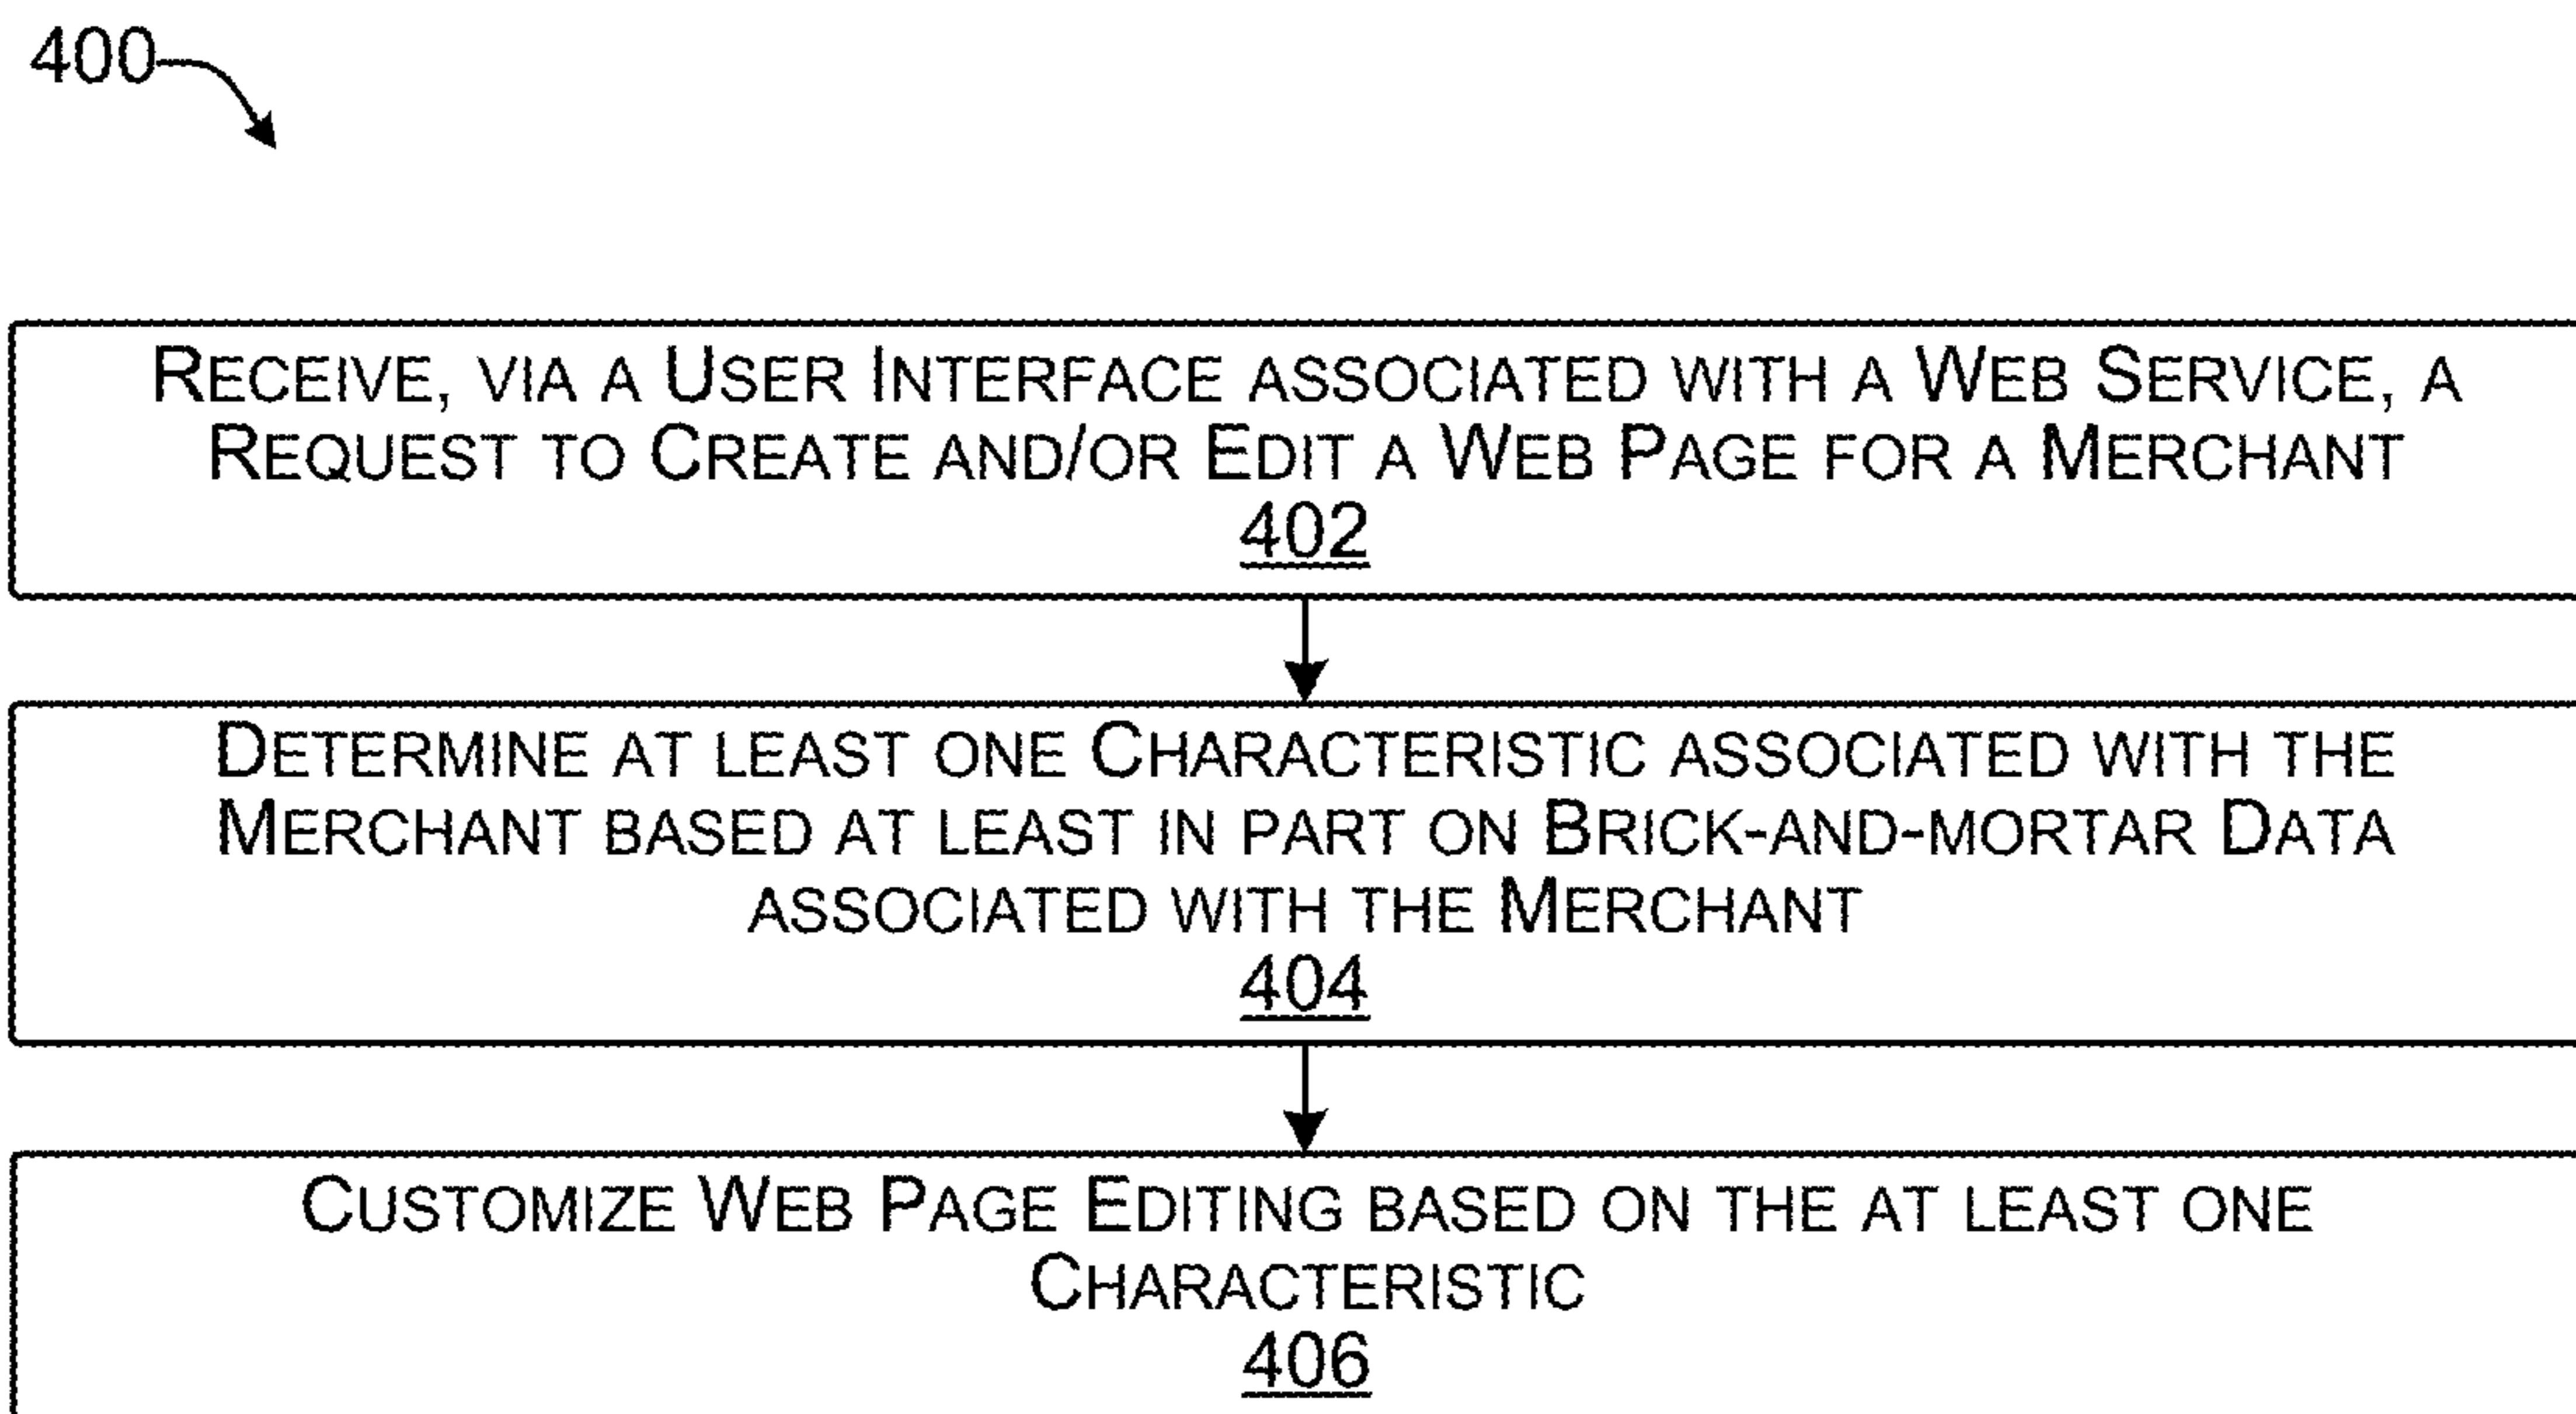 400
RECEIVE, VIA A USER INTERFACE ASSOCIATED WITH A WEB SERVICE, A
REQUEST TO CREATE AND/OR EDIT A WEB PAGE FOR A MERCHANT
402
DETERMINE AT LEAST ONE CHARACTERISTIC ASSOCIATED WITH THE
MERCHANT BASED AT LEAST IN PART ON BRICK-AND-MORTAR DATA
ASSOCIATED WITH THE MERCHANT
404
CUSTOMIZE WEB PAGE EDITING BASED ON THE AT LEAST ONE
CHARACTERISTIC
406